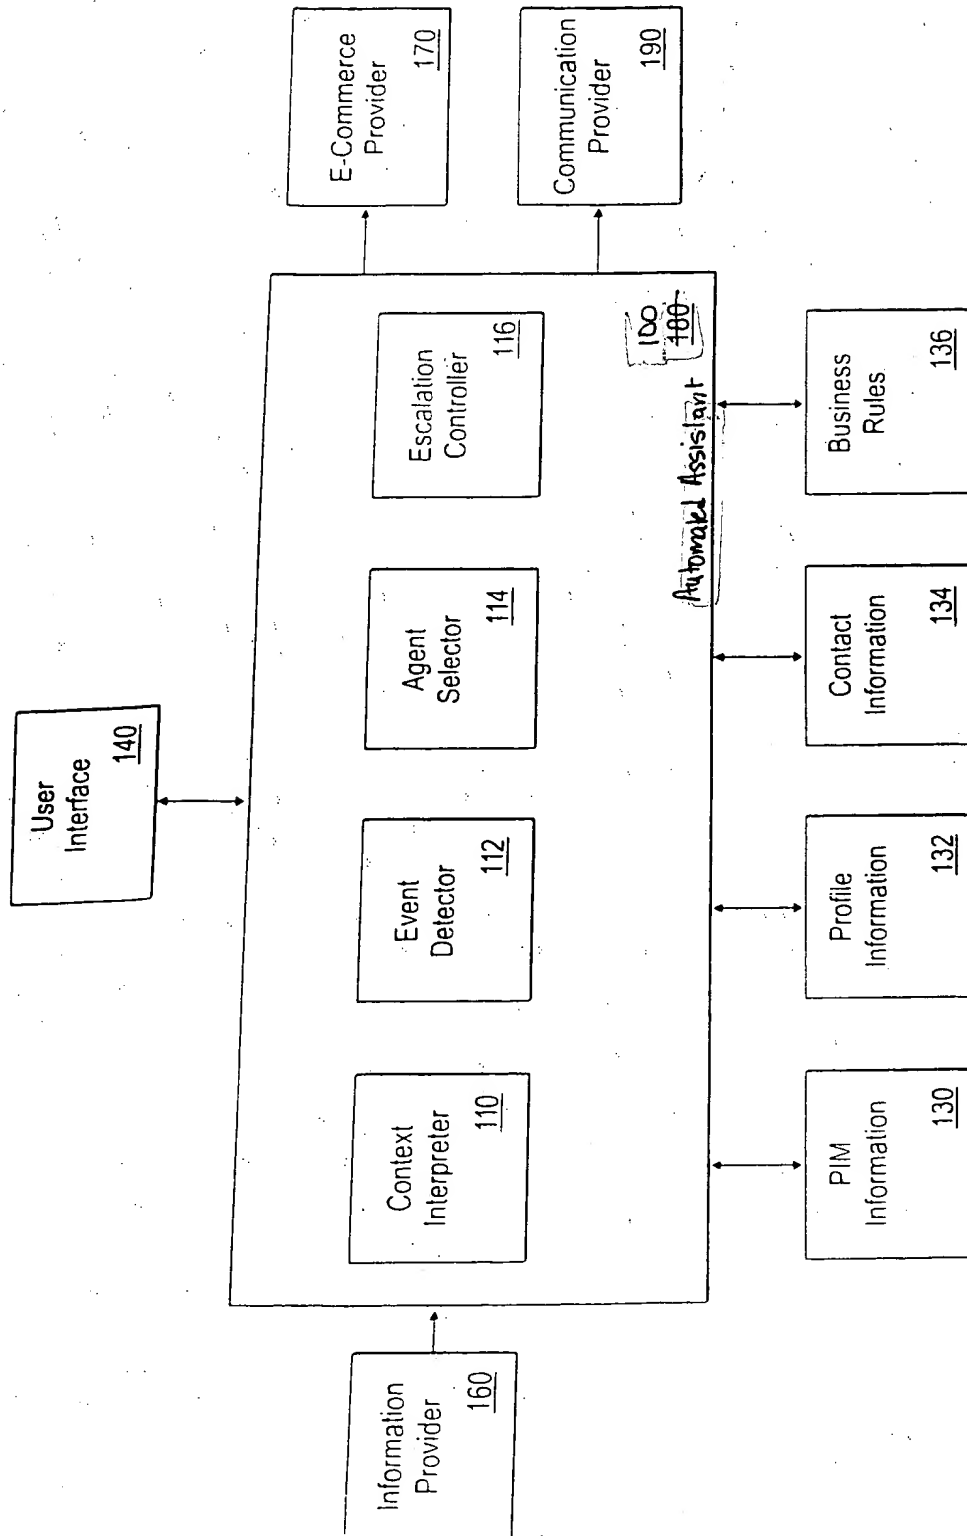 User
Interface
140
Information
Provider
160
Context
Interpreter
110
Event
Detector
112
Agent
Selector
114
Escalation
Controller
116
Automated Assistant
100
180
E-Commerce
Provider
170
Communication
Provider
190
PIM
Information
130
Profile
Information
132
Contact
Information
134
Business
Rules
136